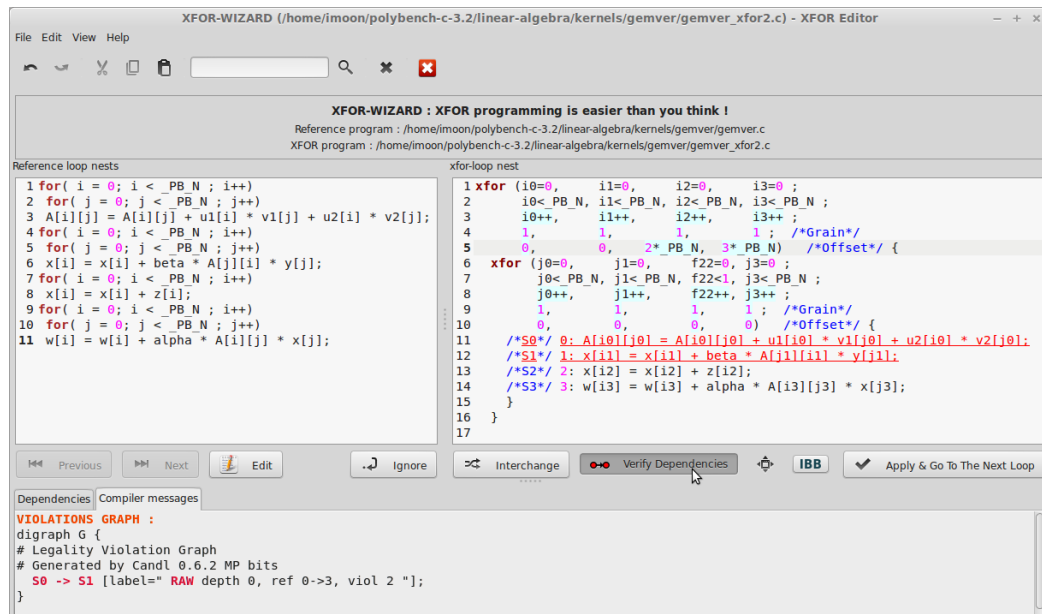 XFOR-WIZARD (/home/imoon/polybench-c-3.2/linear-algebra/kernels/gemver/gemver_xfor2.c) - XFOR Editor
File Edit View Help
XFOR-WIZARD : XFOR programming is easier than you think !
Reference program : /home/imoon/polybench-c-3.2/linear-algebra/kernels/gemver/gemver.c
XFOR program : /home/imoon/polybench-c-3.2/linear-algebra/kernels/gemver/gemver_xfor2.c
Reference loop nests
1 for( i = 0; i < _PB_N ; i++)
2 for( j = 0; j < _PB_N ; j++)
3 A[i][j] = A[i][j] + u1[i] * v1[j] + u2[i] * v2[j];
4 for( i = 0; i < _PB_N ; i++)
5 for( j = 0; j < _PB_N ; j++)
6 x[i] = x[i] + beta * A[j][i] * y[j];
7 for( i = 0; i < _PB_N ; i++)
8 x[i] = x[i] + z[i];
9 for( i = 0; i < _PB_N ; i++)
10 for( j = 0; j < _PB_N ; j++)
11 w[i] = w[i] + alpha * A[i][j] * x[j];
xfor-loop nest
1 xfor (i0=0, i1=0, i2=0, i3=0 ;
2 i0<_PB_N, i1<_PB_N, i2<_PB_N, i3<_PB_N ;
3 i0++, i1++, i2++, i3++ ;
4 1, 1, 1, 1 ; /*Grain*/
5 0, 0, 2*_PB_N, 3*_PB_N) /*Offset*/ {
6 xfor (j0=0, j1=0, f22=0, j3=0 ;
7 j0<_PB_N, j1<_PB_N, f22<1, j3<_PB_N ;
8 j0++, j1++, f22++, j3++ ;
9 1, 1, 1, 1 ; /*Grain*/
10 0, 0, 0, 0) /*Offset*/ {
11 /*S0*/ 0: A[i0][j0] = A[i0][j0] + u1[i0] * v1[j0] + u2[i0] * v2[j0];
12 /*S1*/ 1: x[i1] = x[i1] + beta * A[j1][i1] * y[j1];
13 /*S2*/ 2: x[i2] = x[i2] + z[i2];
14 /*S3*/ 3: w[i3] = w[i3] + alpha * A[i3][j3] * x[j3];
15 }
16 }
17
Previous Next Edit Ignore Interchange Verify Dependencies IBB Apply & Go To The Next Loop
Dependencies Compiler messages
VIOLATIONS GRAPH :
digraph G {
# Legality Violation Graph
# Generated by Candl 0.6.2 MP bits
S0 -> S1 [label=" RAW depth 0, ref 0->3, viol 2 "];
}